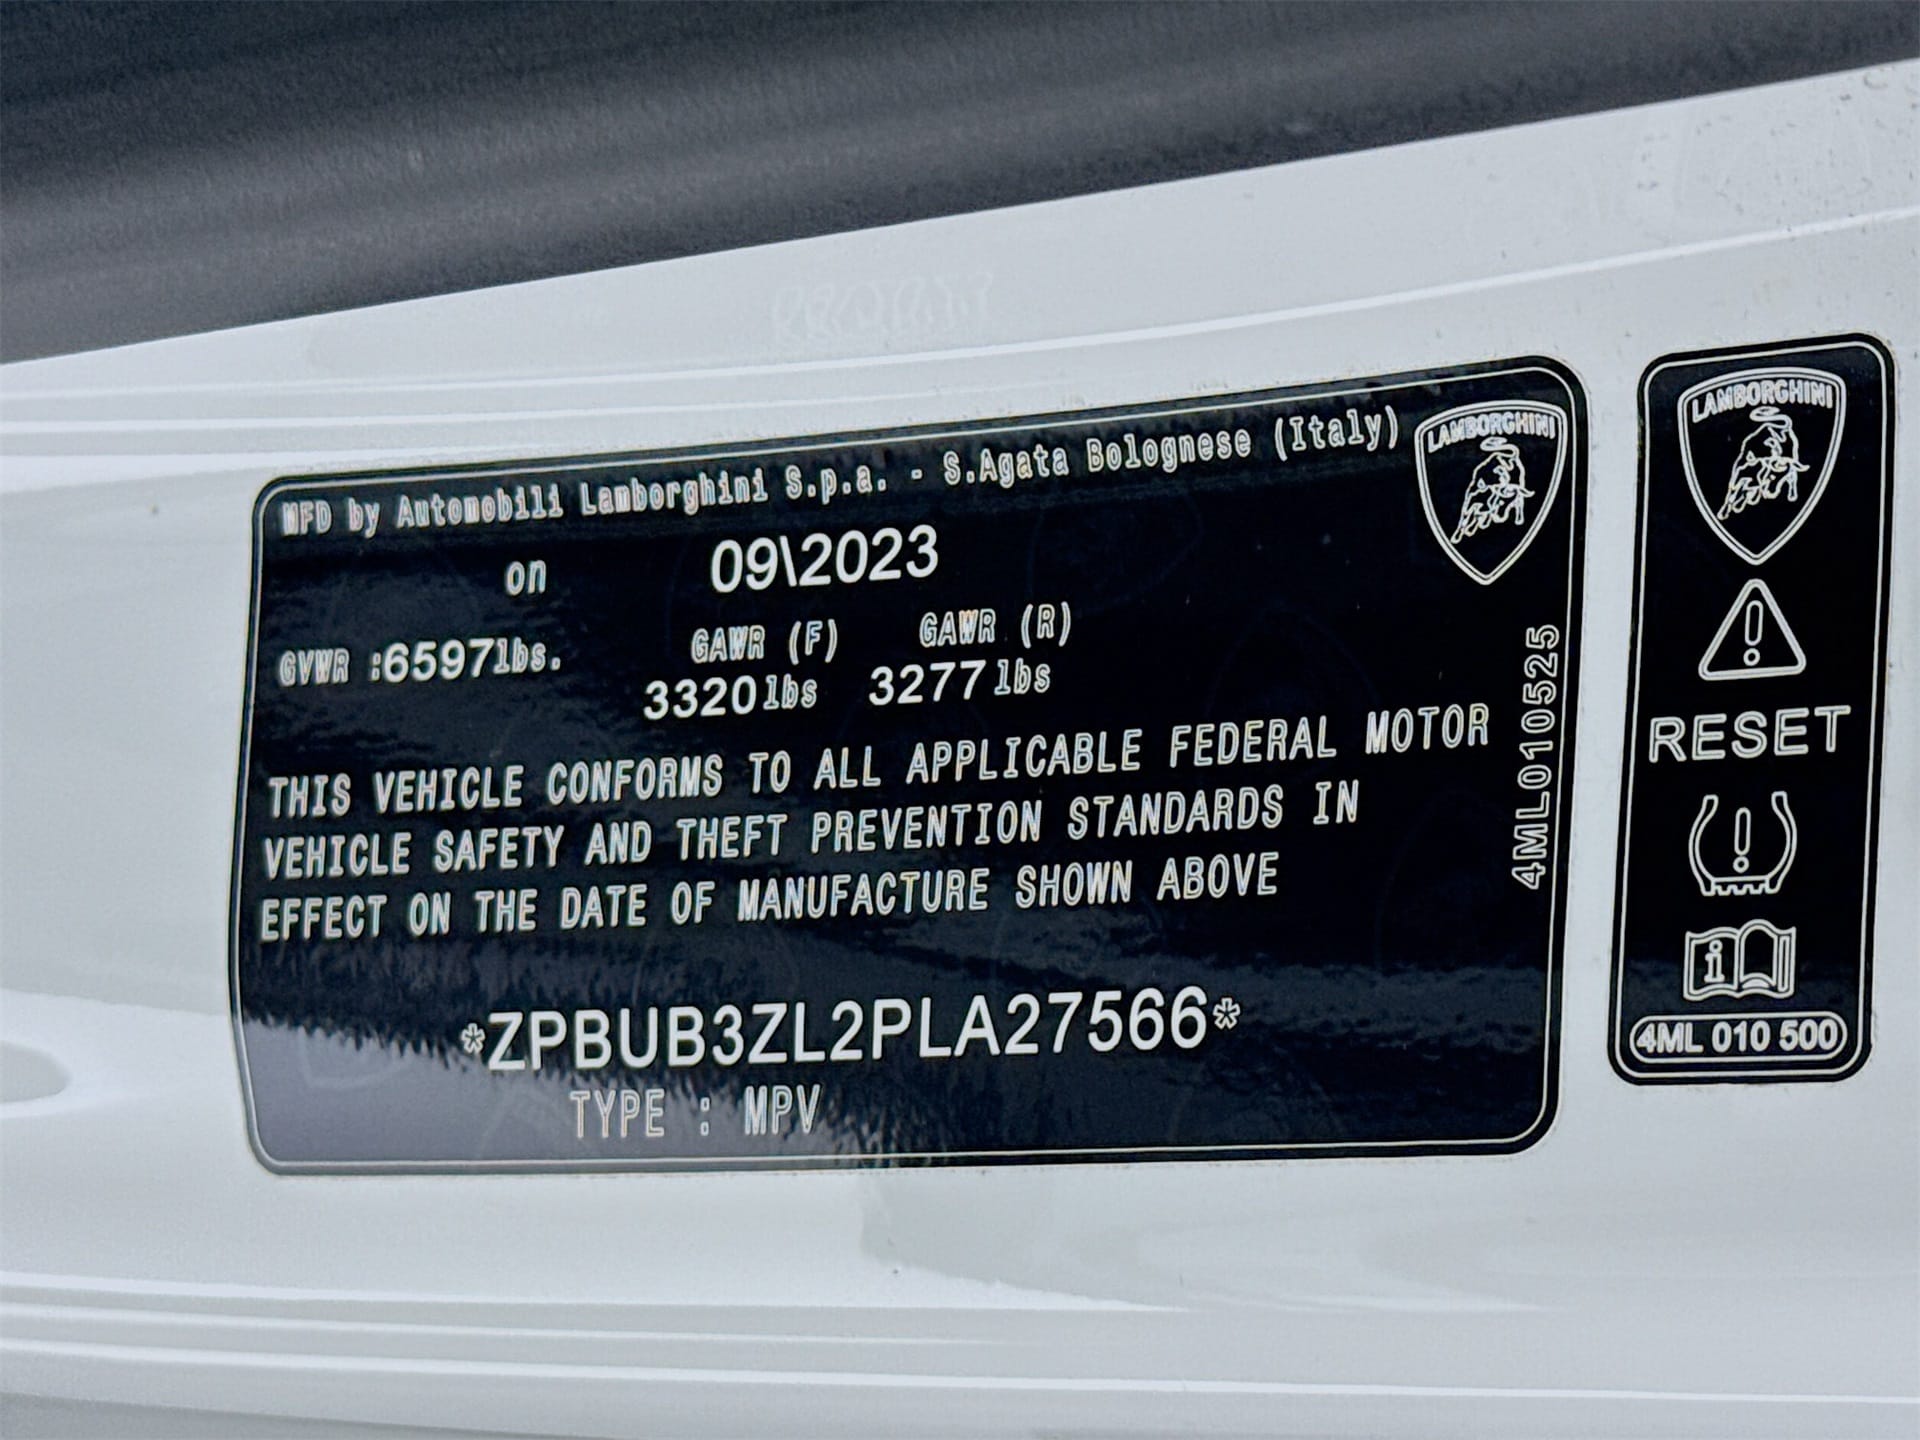 MFD by Automobili Lamborghini S.p.a. - S.Agata Bolognese (Italy)
on 09\2023
GVWR :6597lbs. GAWR (F) GAWR (R)
3320lbs 3277lbs
THIS VEHICLE CONFORMS TO ALL APPLICABLE FEDERAL MOTOR
VEHICLE SAFETY AND THEFT PREVENTION STANDARDS IN
EFFECT ON THE DATE OF MANUFACTURE SHOWN ABOVE
*ZPBUB3ZL2PLA27566*
TYPE : MPV
LAMBORGHINI
4ML010525
LAMBORGHINI
RESET
i
4ML 010 500